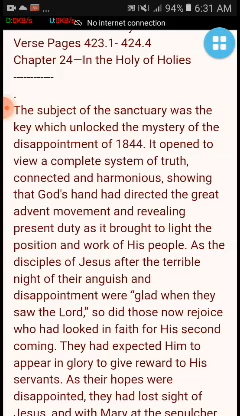 94% 6:31 AM
0:0KB/s U:0KB/s No internet connection
Verse Pages 423.1- 424.4
Chapter 24—In the Holy of Holies
-------------
.
The subject of the sanctuary was the
key which unlocked the mystery of the
disappointment of 1844. It opened to
view a complete system of truth,
connected and harmonious, showing
that God's hand had directed the great
advent movement and revealing
present duty as it brought to light the
position and work of His people. As the
disciples of Jesus after the terrible
night of their anguish and
disappointment were “glad when they
saw the Lord,” so did those now rejoice
who had looked in faith for His second
coming. They had expected Him to
appear in glory to give reward to His
servants. As their hopes were
disappointed, they had lost sight of
Jesus, and with Mary at the sepulcher